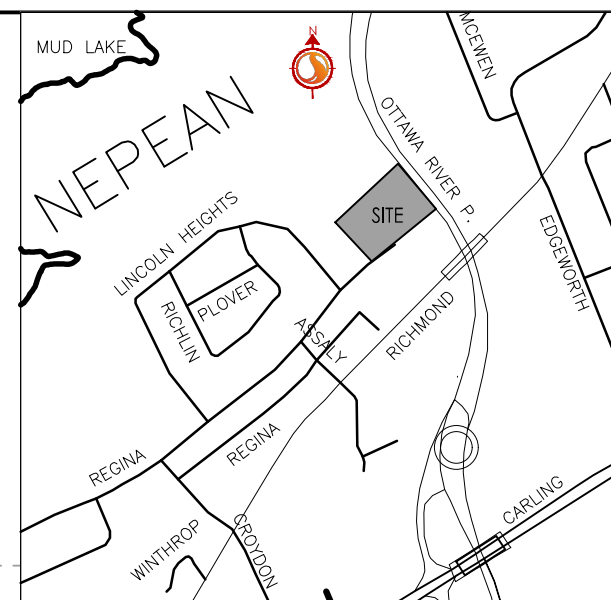 MUD LAKE
N
MCEWEN
NEPEAN
OTTAWA RIVER P.
SITE
LINCOLN HEIGHTS
EDGEWORTH
PLOVER
RICHLIN
ASSALY
RICHMOND
REGINA
REGINA
CARLING
WINTHROP
CROYDON